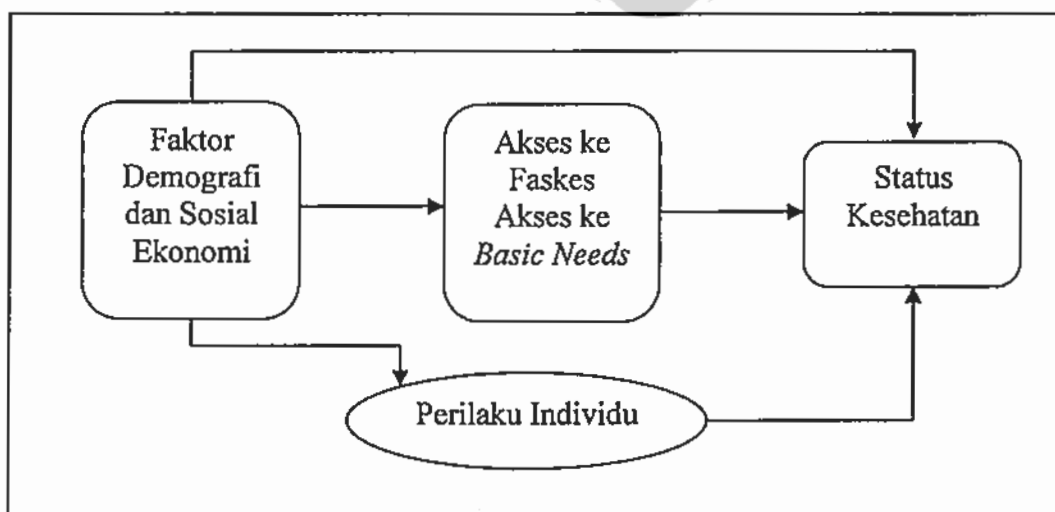 Faktor
Demografi
dan Sosial
Ekonomi
Akses ke
Faskes
Akses ke
Basic Needs
Status
Kesehatan
Perilaku Individu